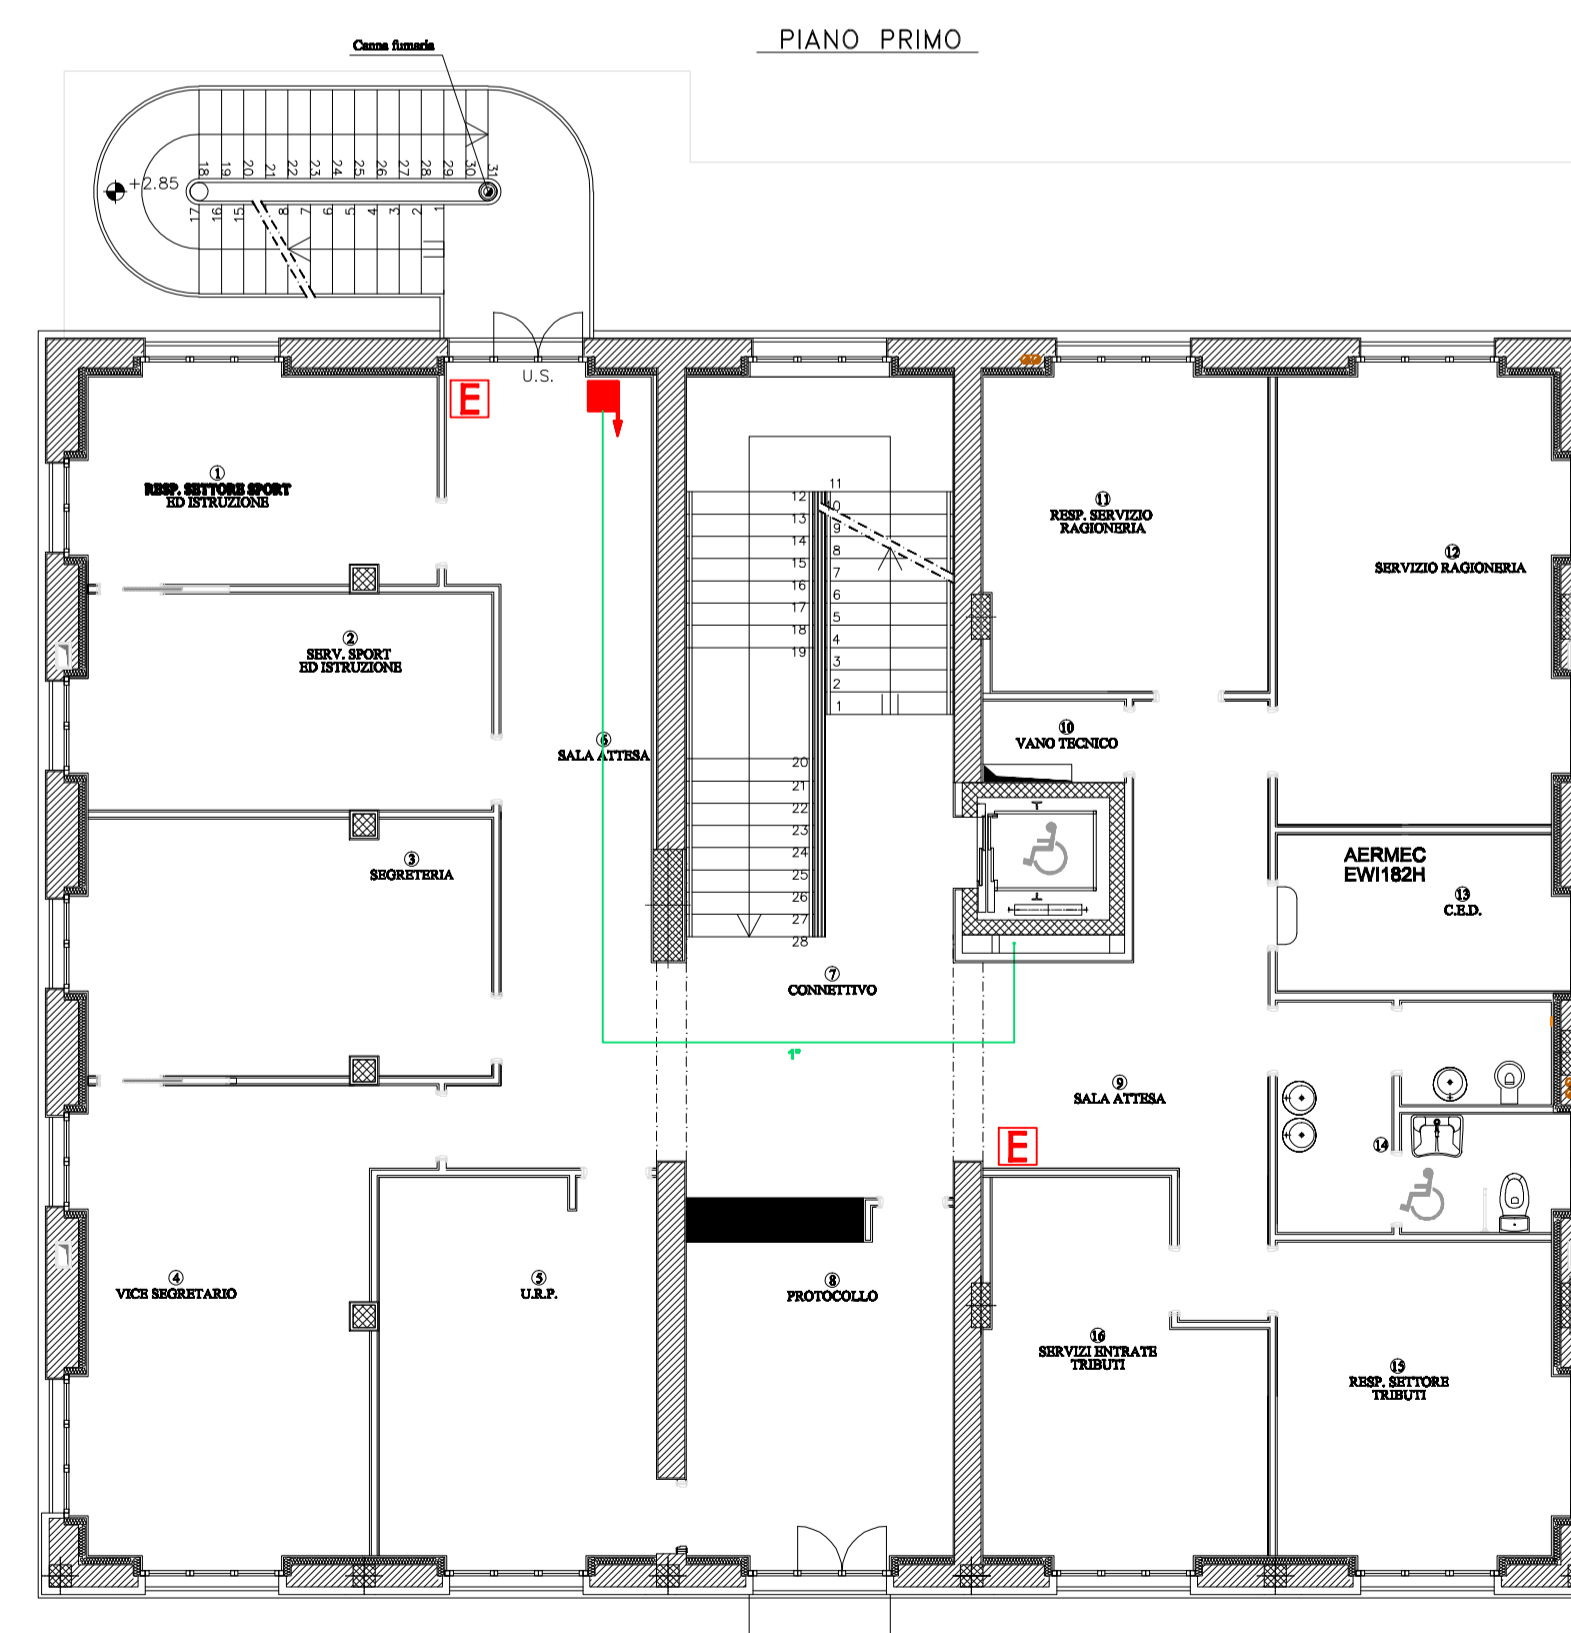 PIANO PRIMO
Canna fumaria
18 19 20 21 22 23 24 25 26 27 28 29 30 31
+2.85
17 16 15 8 7 6 5 4 3 2 1
U.S.
E
1
RESP. SETTORE SPORT
ED ISTRUZIONE
2
SERV. SPORT
ED ISTRUZIONE
3
SEGRETERIA
4
VICE SEGRETARIO
5
U.R.P.
6
SALA ATTESA
11
12
10
13
9
14
8
15
7
16
6
17
5
18
4
19
3
2
1
20
21
22
23
24
25
26
27
28
7
CONNETTIVO
1"
8
PROTOCOLLO
11
RESP. SERVIZIO
RAGIONERIA
12
SERVIZIO RAGIONERIA
10
VANO TECNICO
AERMEC
EWI182H
13
C.E.D.
9
SALA ATTESA
E
14
16
SERVIZI ENTRATE
TRIBUTI
15
RESP. SETTORE
TRIBUTI